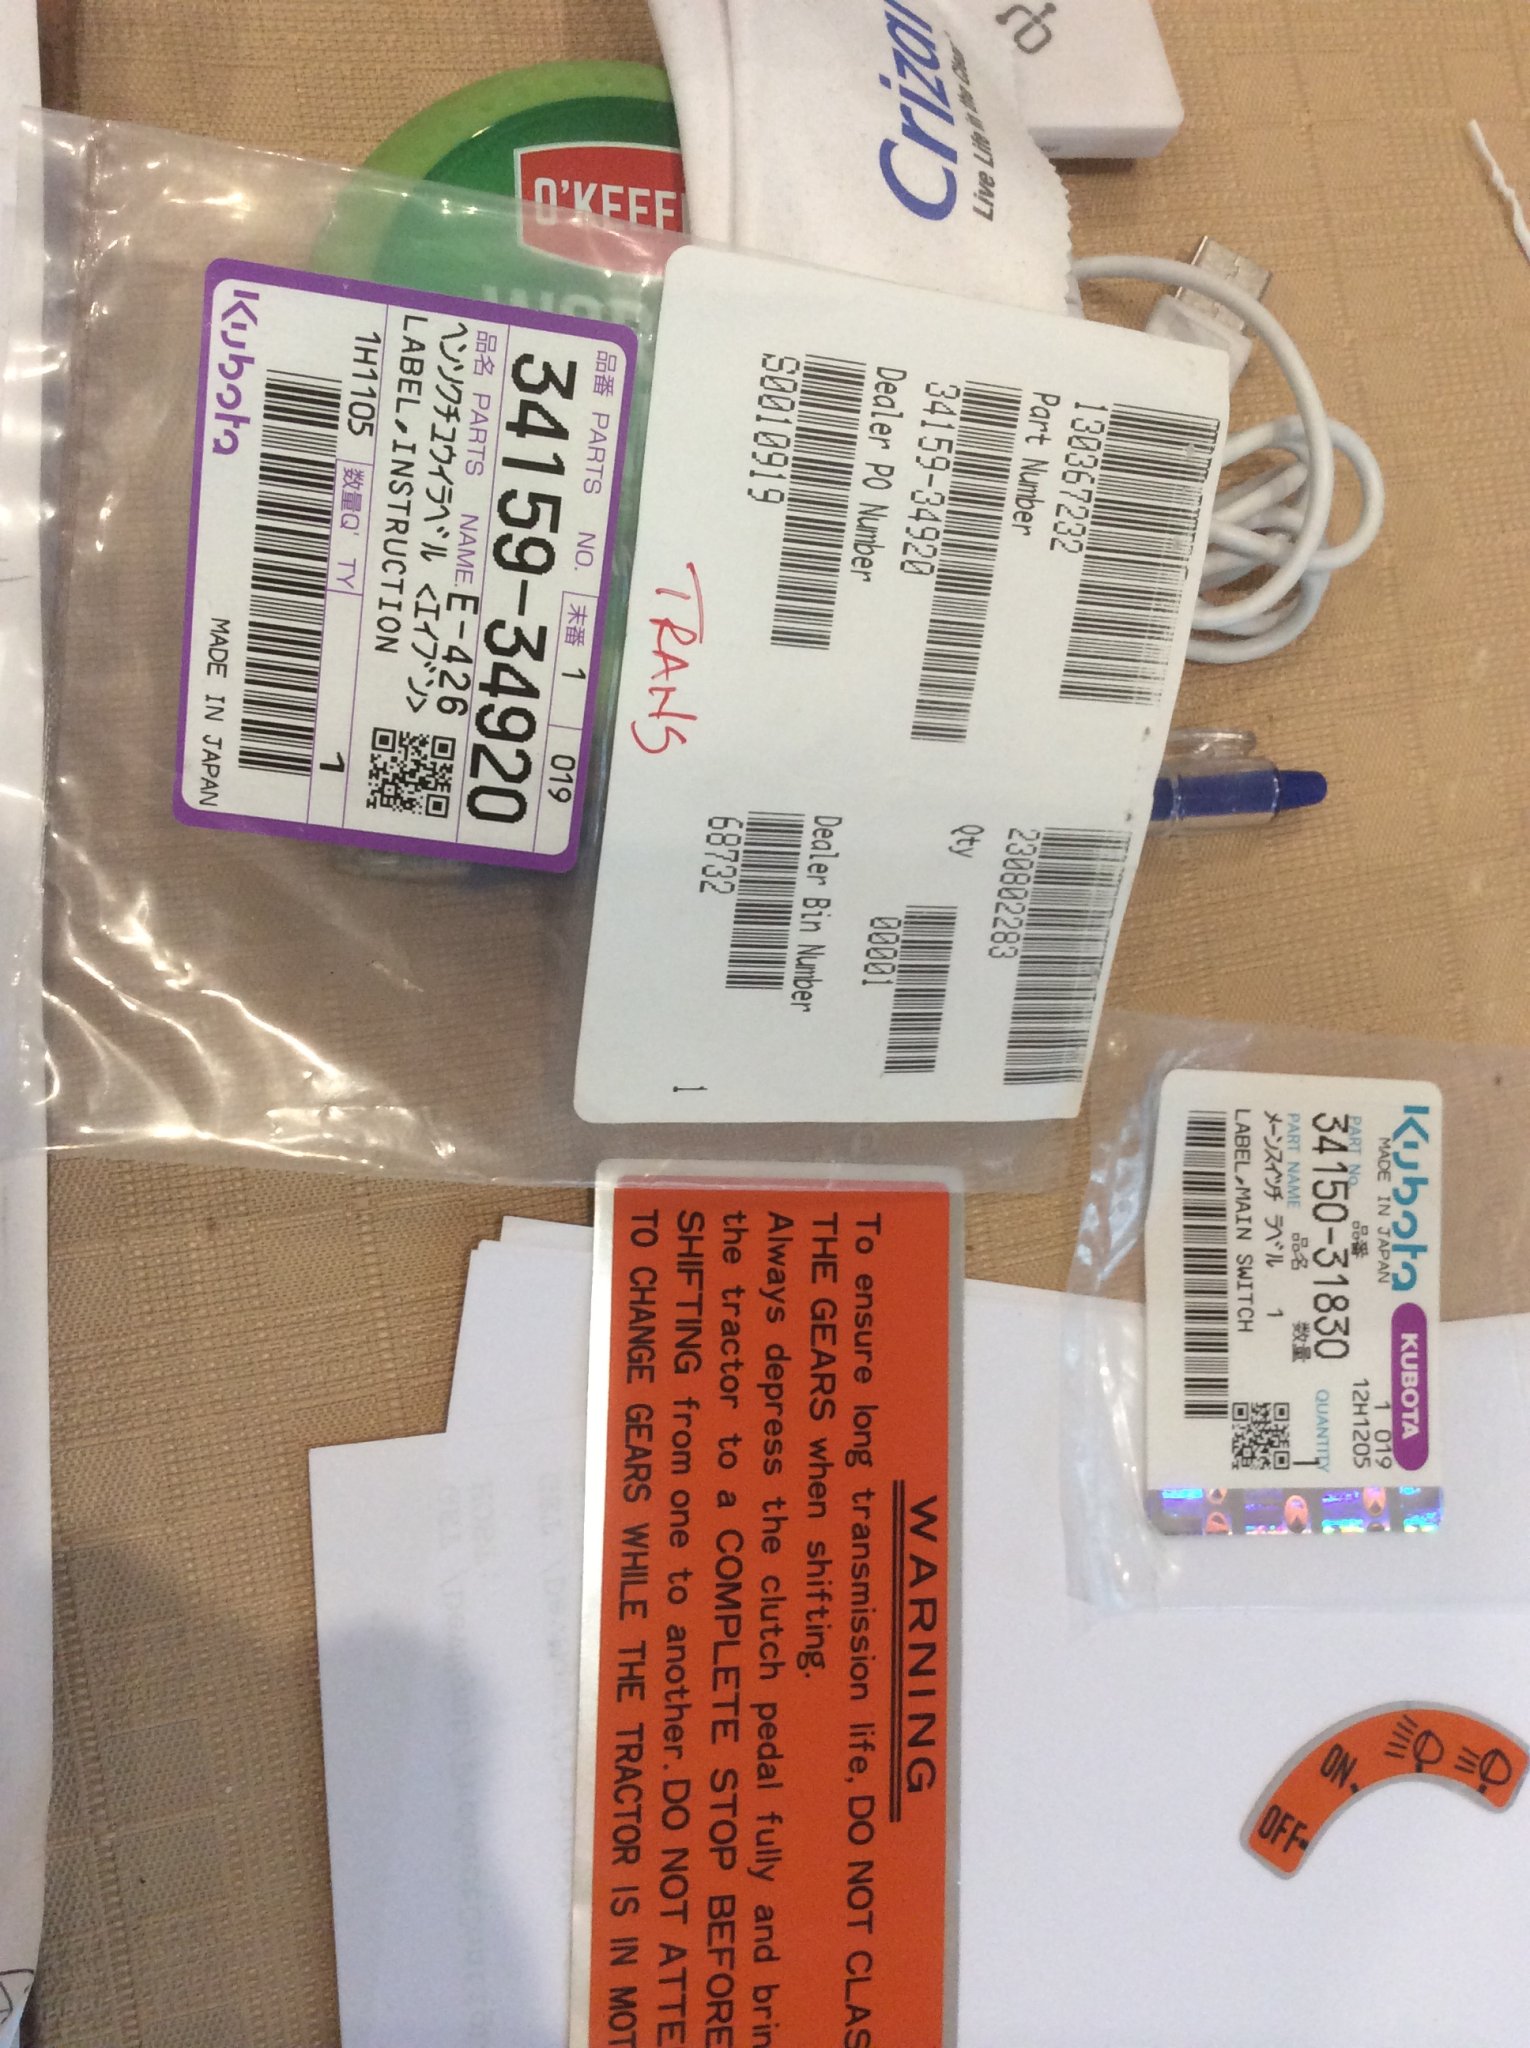 O'KEEFE
WOR
Crizal
Live Life in the Clear
130367232
230802283
Part Number
Qty
34159-34920
00001
Dealer PO Number
Dealer Bin Number
S0010919
68732
TRANS
1
品番 PARTS NO. 末番 1 019
34159-34920
品名 PARTS NAME. E-426
ヘンソクチュウイラベル <エイブン>
LABEL,INSTRUCTION
1H1105 数量Q'TY 1
Kubota
MADE IN JAPAN
Kubota KUBOTA
MADE IN JAPAN 1 019
PART No. 品番 12H1205
34150-31830
PART NAME 品名 数量 QUANTITY
メーンスイツチ ラベル 1 1
LABEL,MAIN SWITCH
WARNING
To ensure long transmission life, DO NOT CLAS
THE GEARS when shifting.
Always depress the clutch pedal fully and brin
the tractor to a COMPLETE STOP BEFORE
SHIFTING from one to another. DO NOT ATTE
TO CHANGE GEARS WHILE THE TRACTOR IS IN MOT
OFF
ON